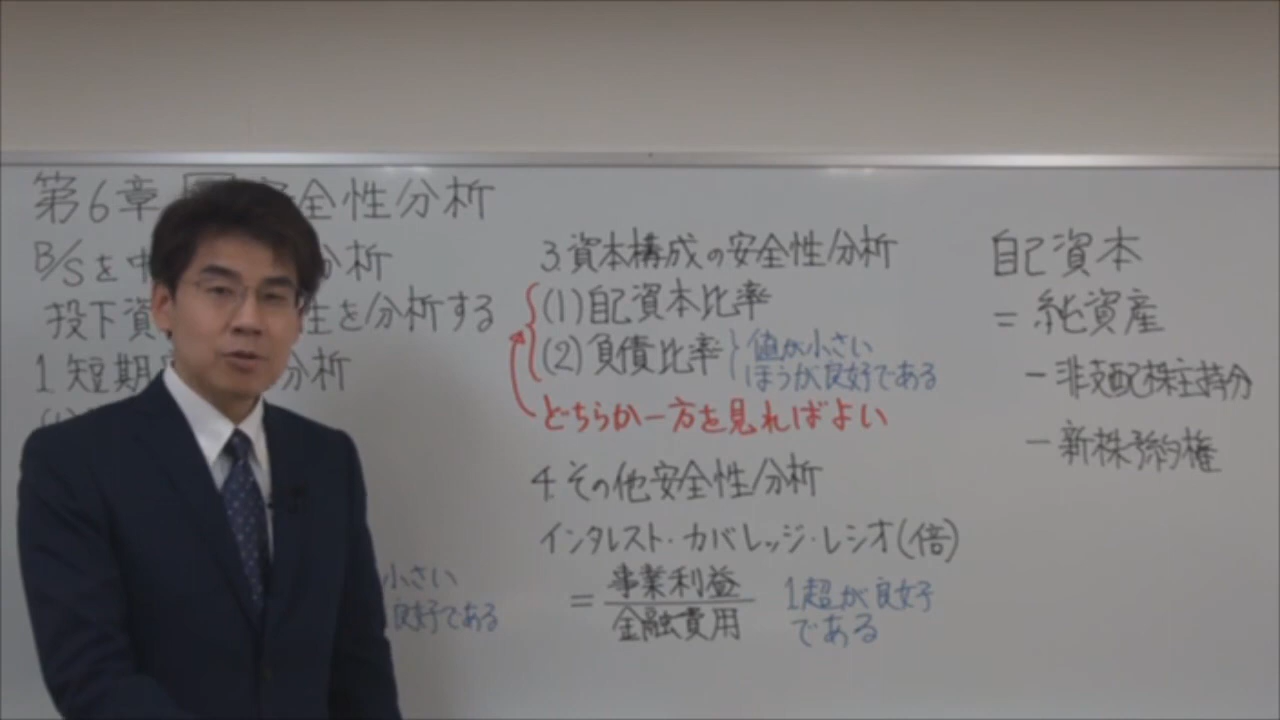 第6章 安全性分析
B/Sを 分析
投下資 を分析する
1.短期 分析
小さい
良好である
3.資本構成の安全性分析
(1)自己資本比率
(2)負債比率
値が小さい
ほうが良好である
どちらか一方を見ればよい
4.その他安全性分析
インタレスト・カバレッジ・レシオ(倍)
=事業利益
金融費用
1超が良好
である
自己資本
=純資産
-非支配株主持分
-新株予約権